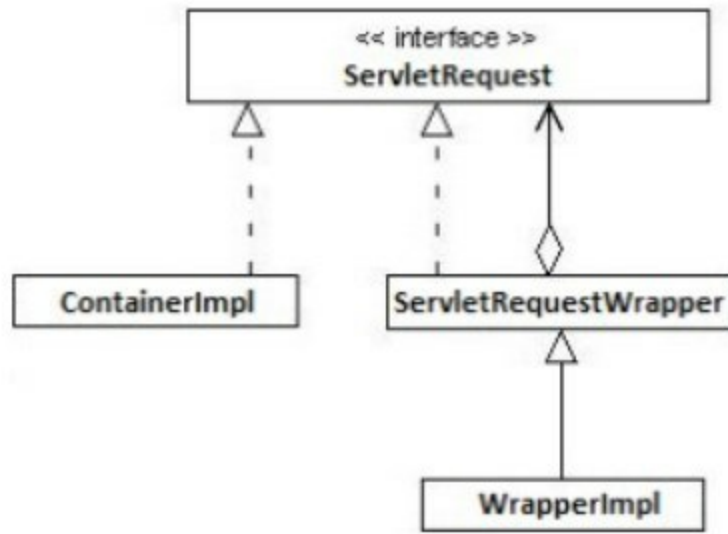 << interface >>
ServletRequest
ContainerImpl
ServletRequestWrapper
WrapperImpl